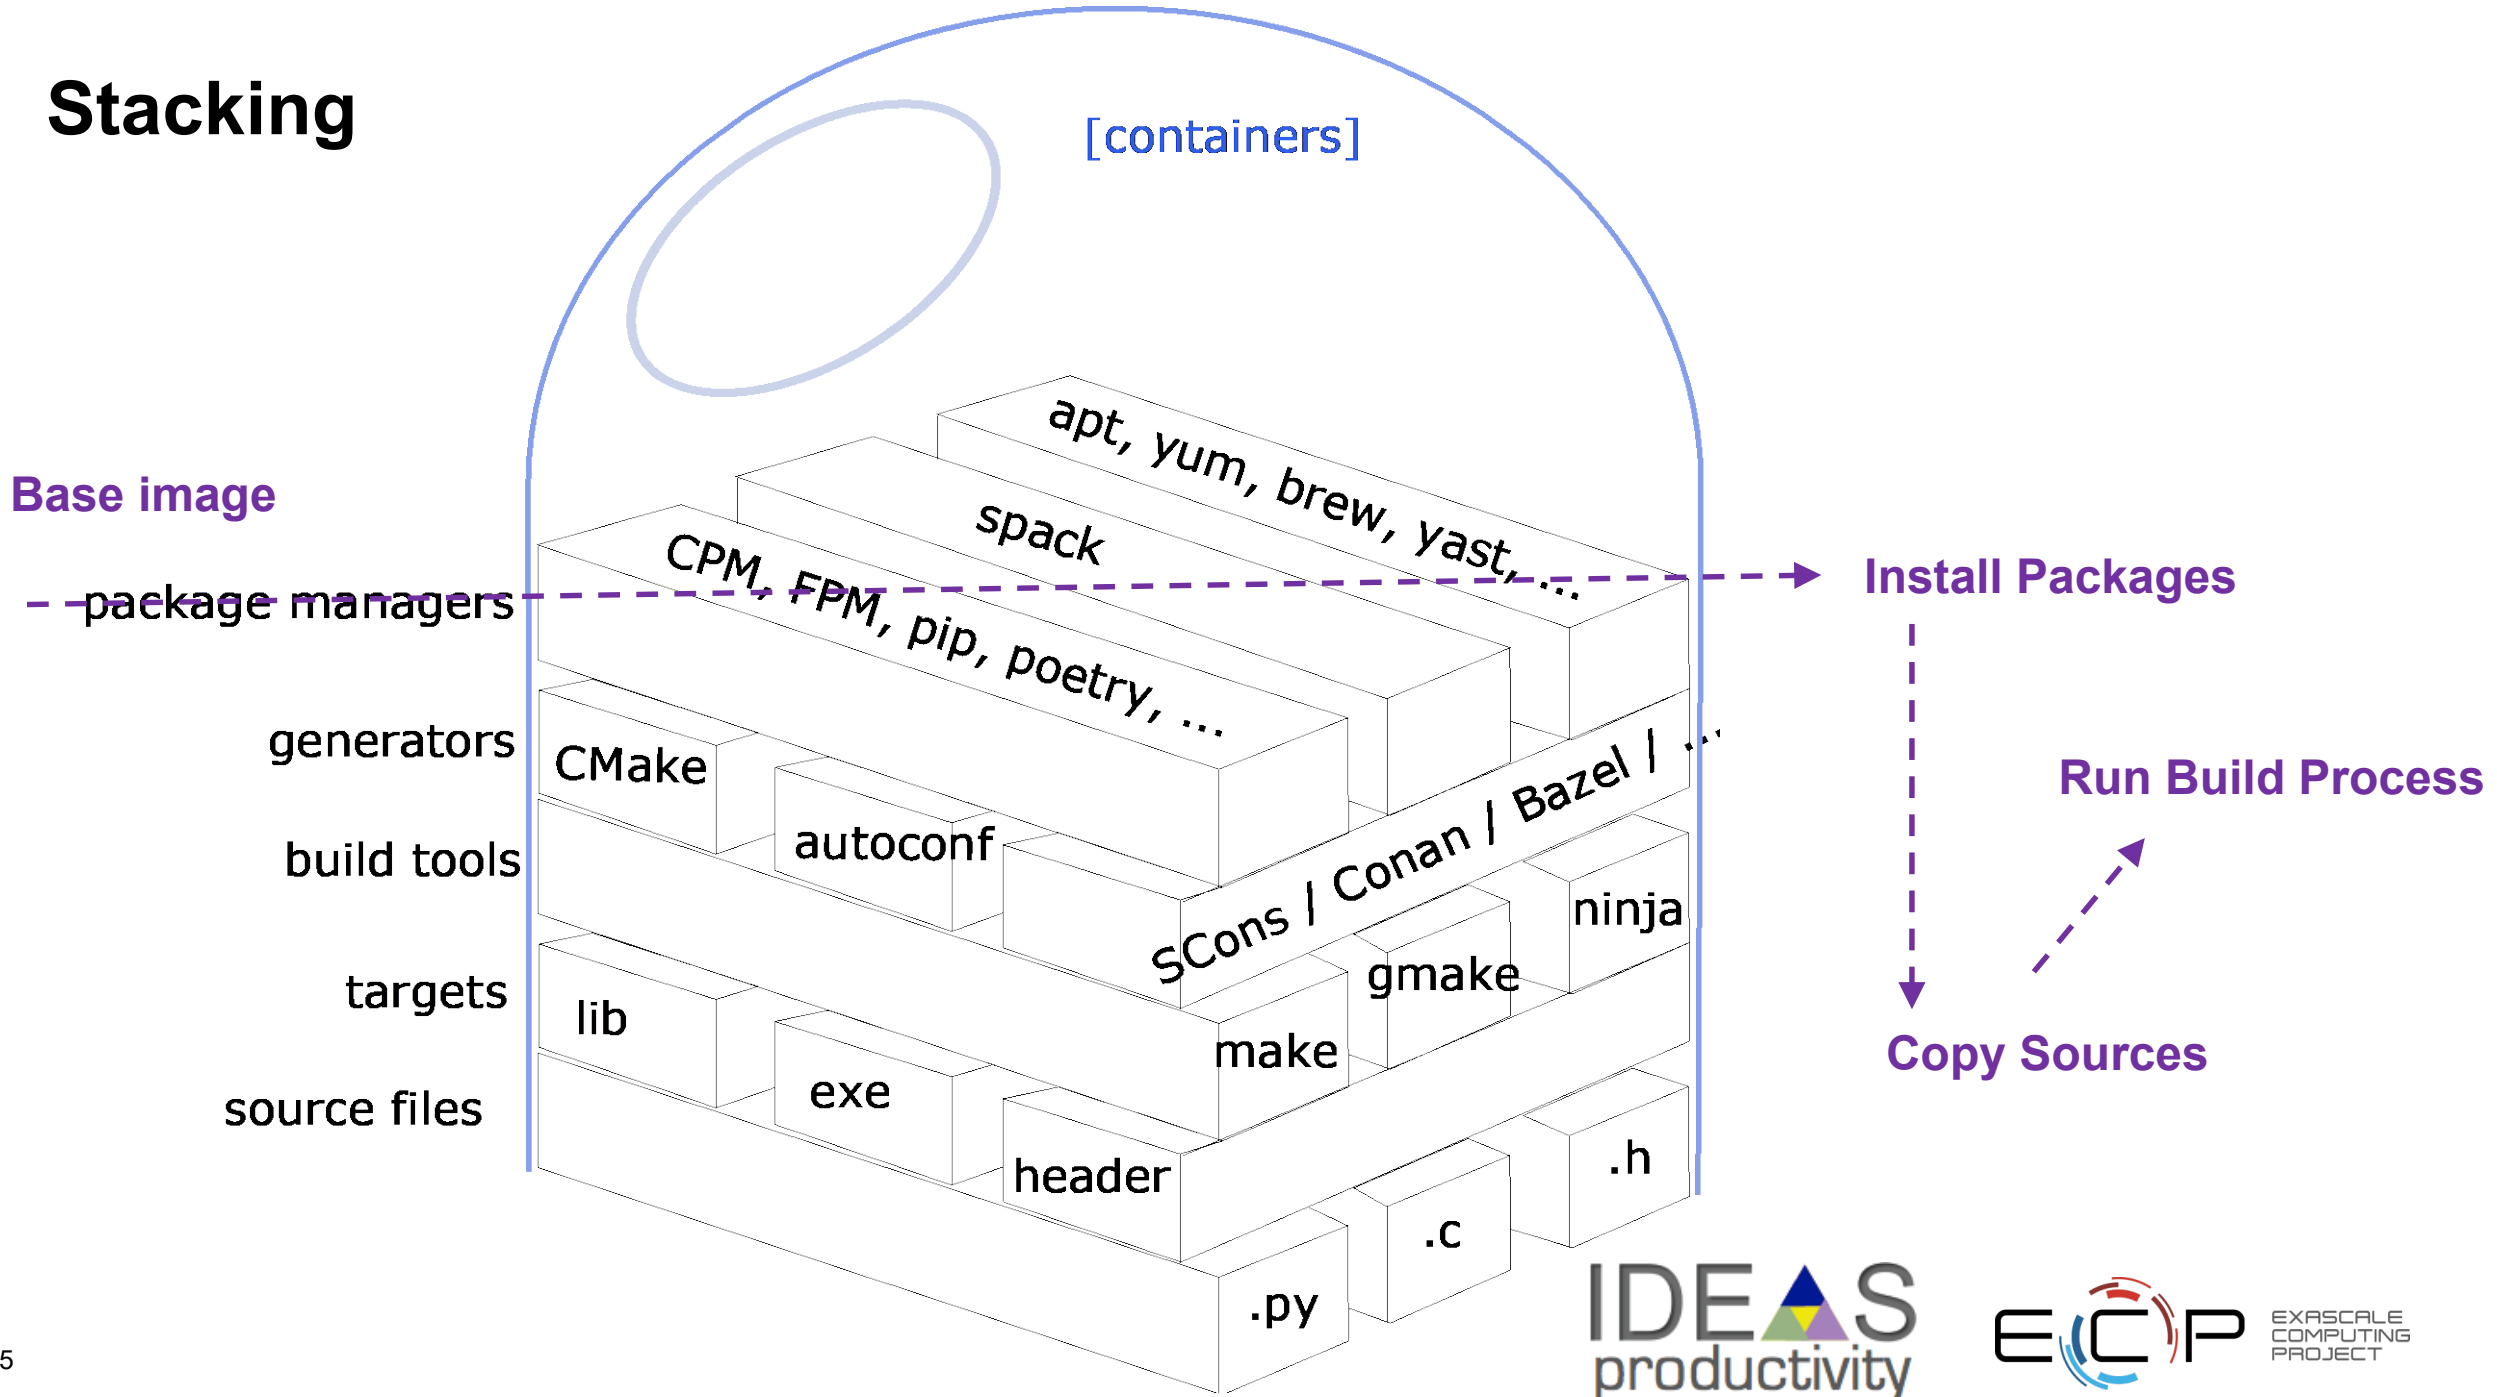 Stacking
[containers]
apt, yum, brew, yast, ...
Base image
spack
CPM, FPM, pip, poetry, ...
Install Packages
package managers
generators
CMake
SCons / Conan / Bazel / ...
Run Build Process
build tools
autoconf
ninja
gmake
targets
lib
make
Copy Sources
exe
source files
header
.h
.c
.py
IDEAS
productivity
ECP
EXASCALE
COMPUTING
PROJECT
5